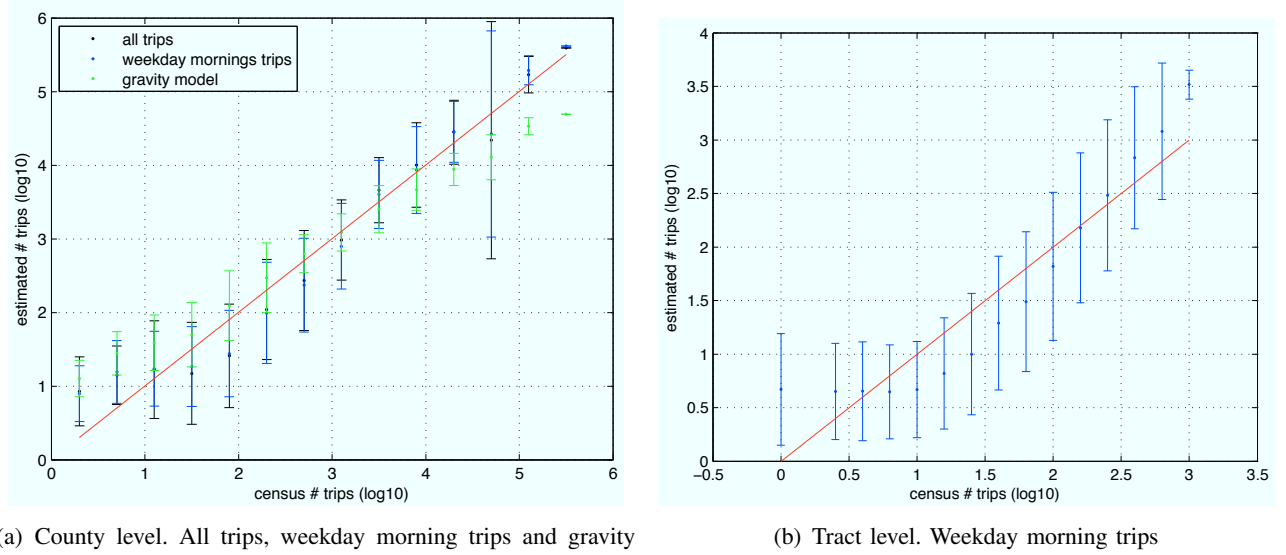 6
5
4
3
2
1
0
0 1 2 3 4 5 6
all trips
weekday mornings trips
gravity model
estimated # trips (log10)
census # trips (log10)
4
3.5
3
2.5
2
1.5
1
0.5
0
−0.5 0 0.5 1 1.5 2 2.5 3 3.5
estimated # trips (log10)
census # trips (log10)
(a) County level. All trips, weekday morning trips and gravity
(b) Tract level. Weekday morning trips